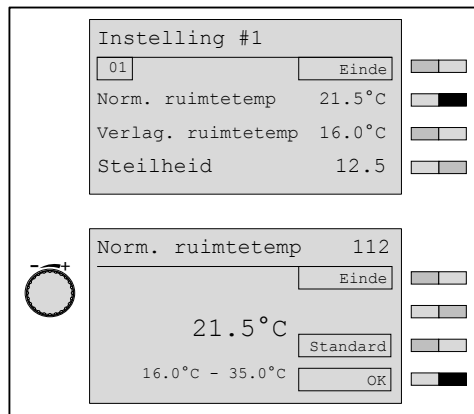 Instelling #1
01 Einde
Norm. ruimtetemp 21.5°C
Verlag. ruimtetemp 16.0°C
Steilheid 12.5
Norm. ruimtetemp 112
Einde
- +
21.5°C
Standard
16.0°C - 35.0°C OK